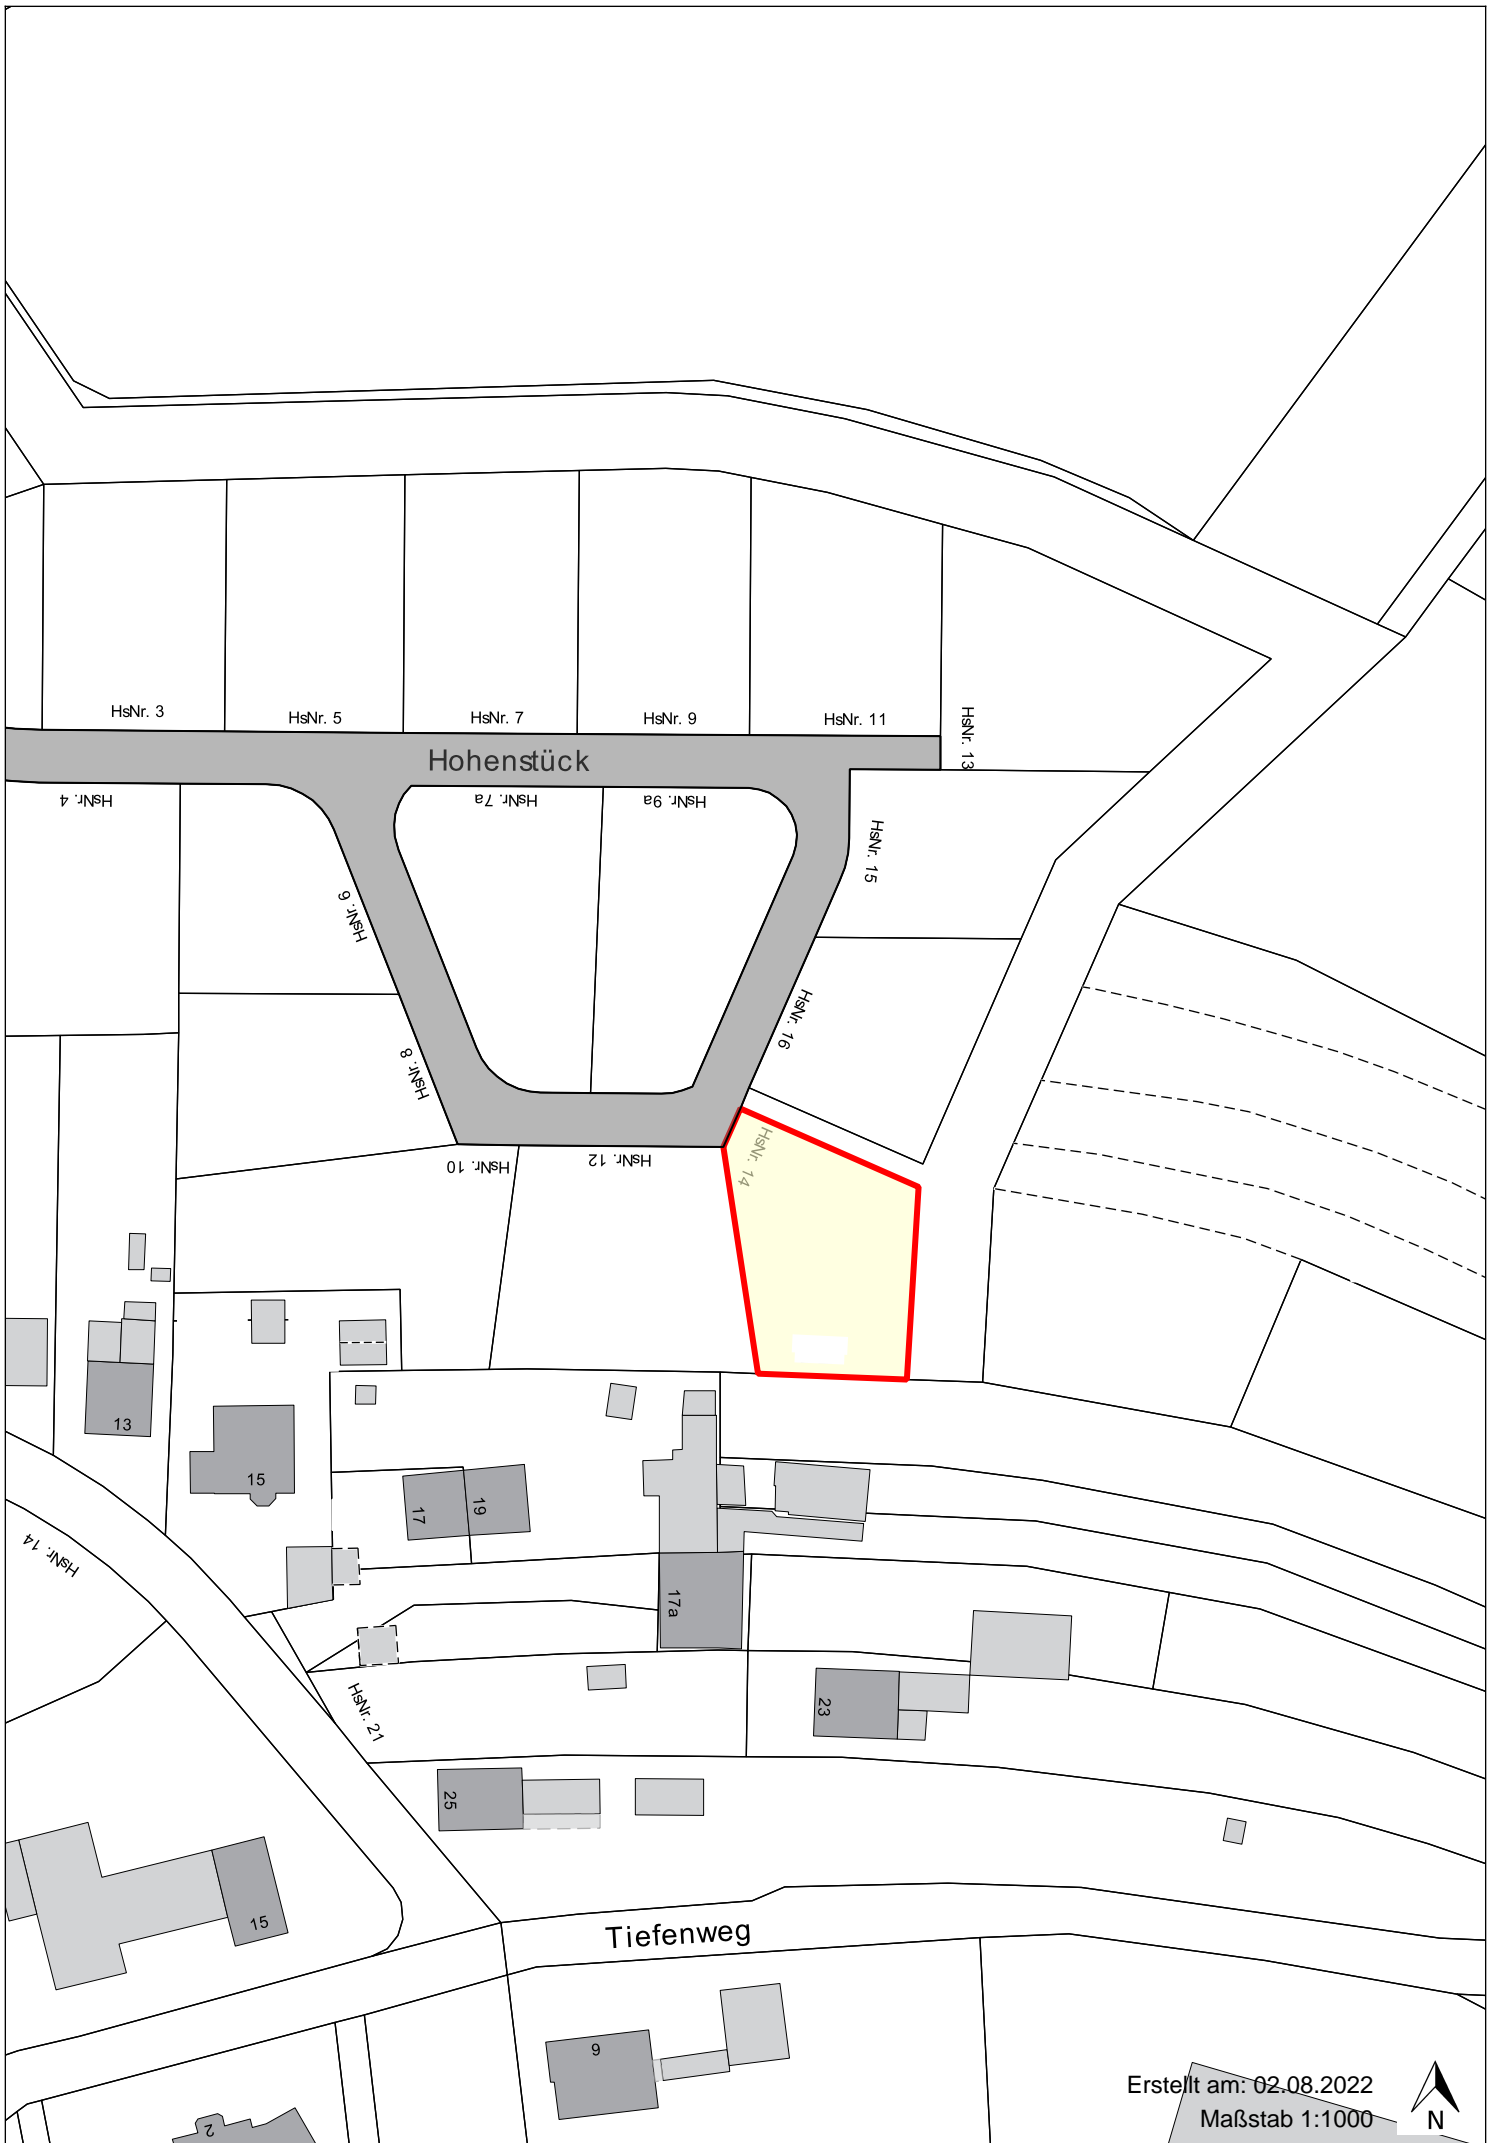 HsNr. 3
HsNr. 5
HsNr. 7
HsNr. 9
HsNr. 11
HsNr. 13
Hohenstück
HsNr. 4
HsNr. 7a
HsNr. 9a
HsNr. 15
HsNr. 6
HsNr. 16
HsNr. 8
HsNr. 10
HsNr. 12
HsNr. 14
13
15
17
19
HsNr. 14
17a
HsNr. 21
23
25
15
Tiefenweg
9
2
Erstellt am: 02.08.2022
Maßstab 1:1000
N